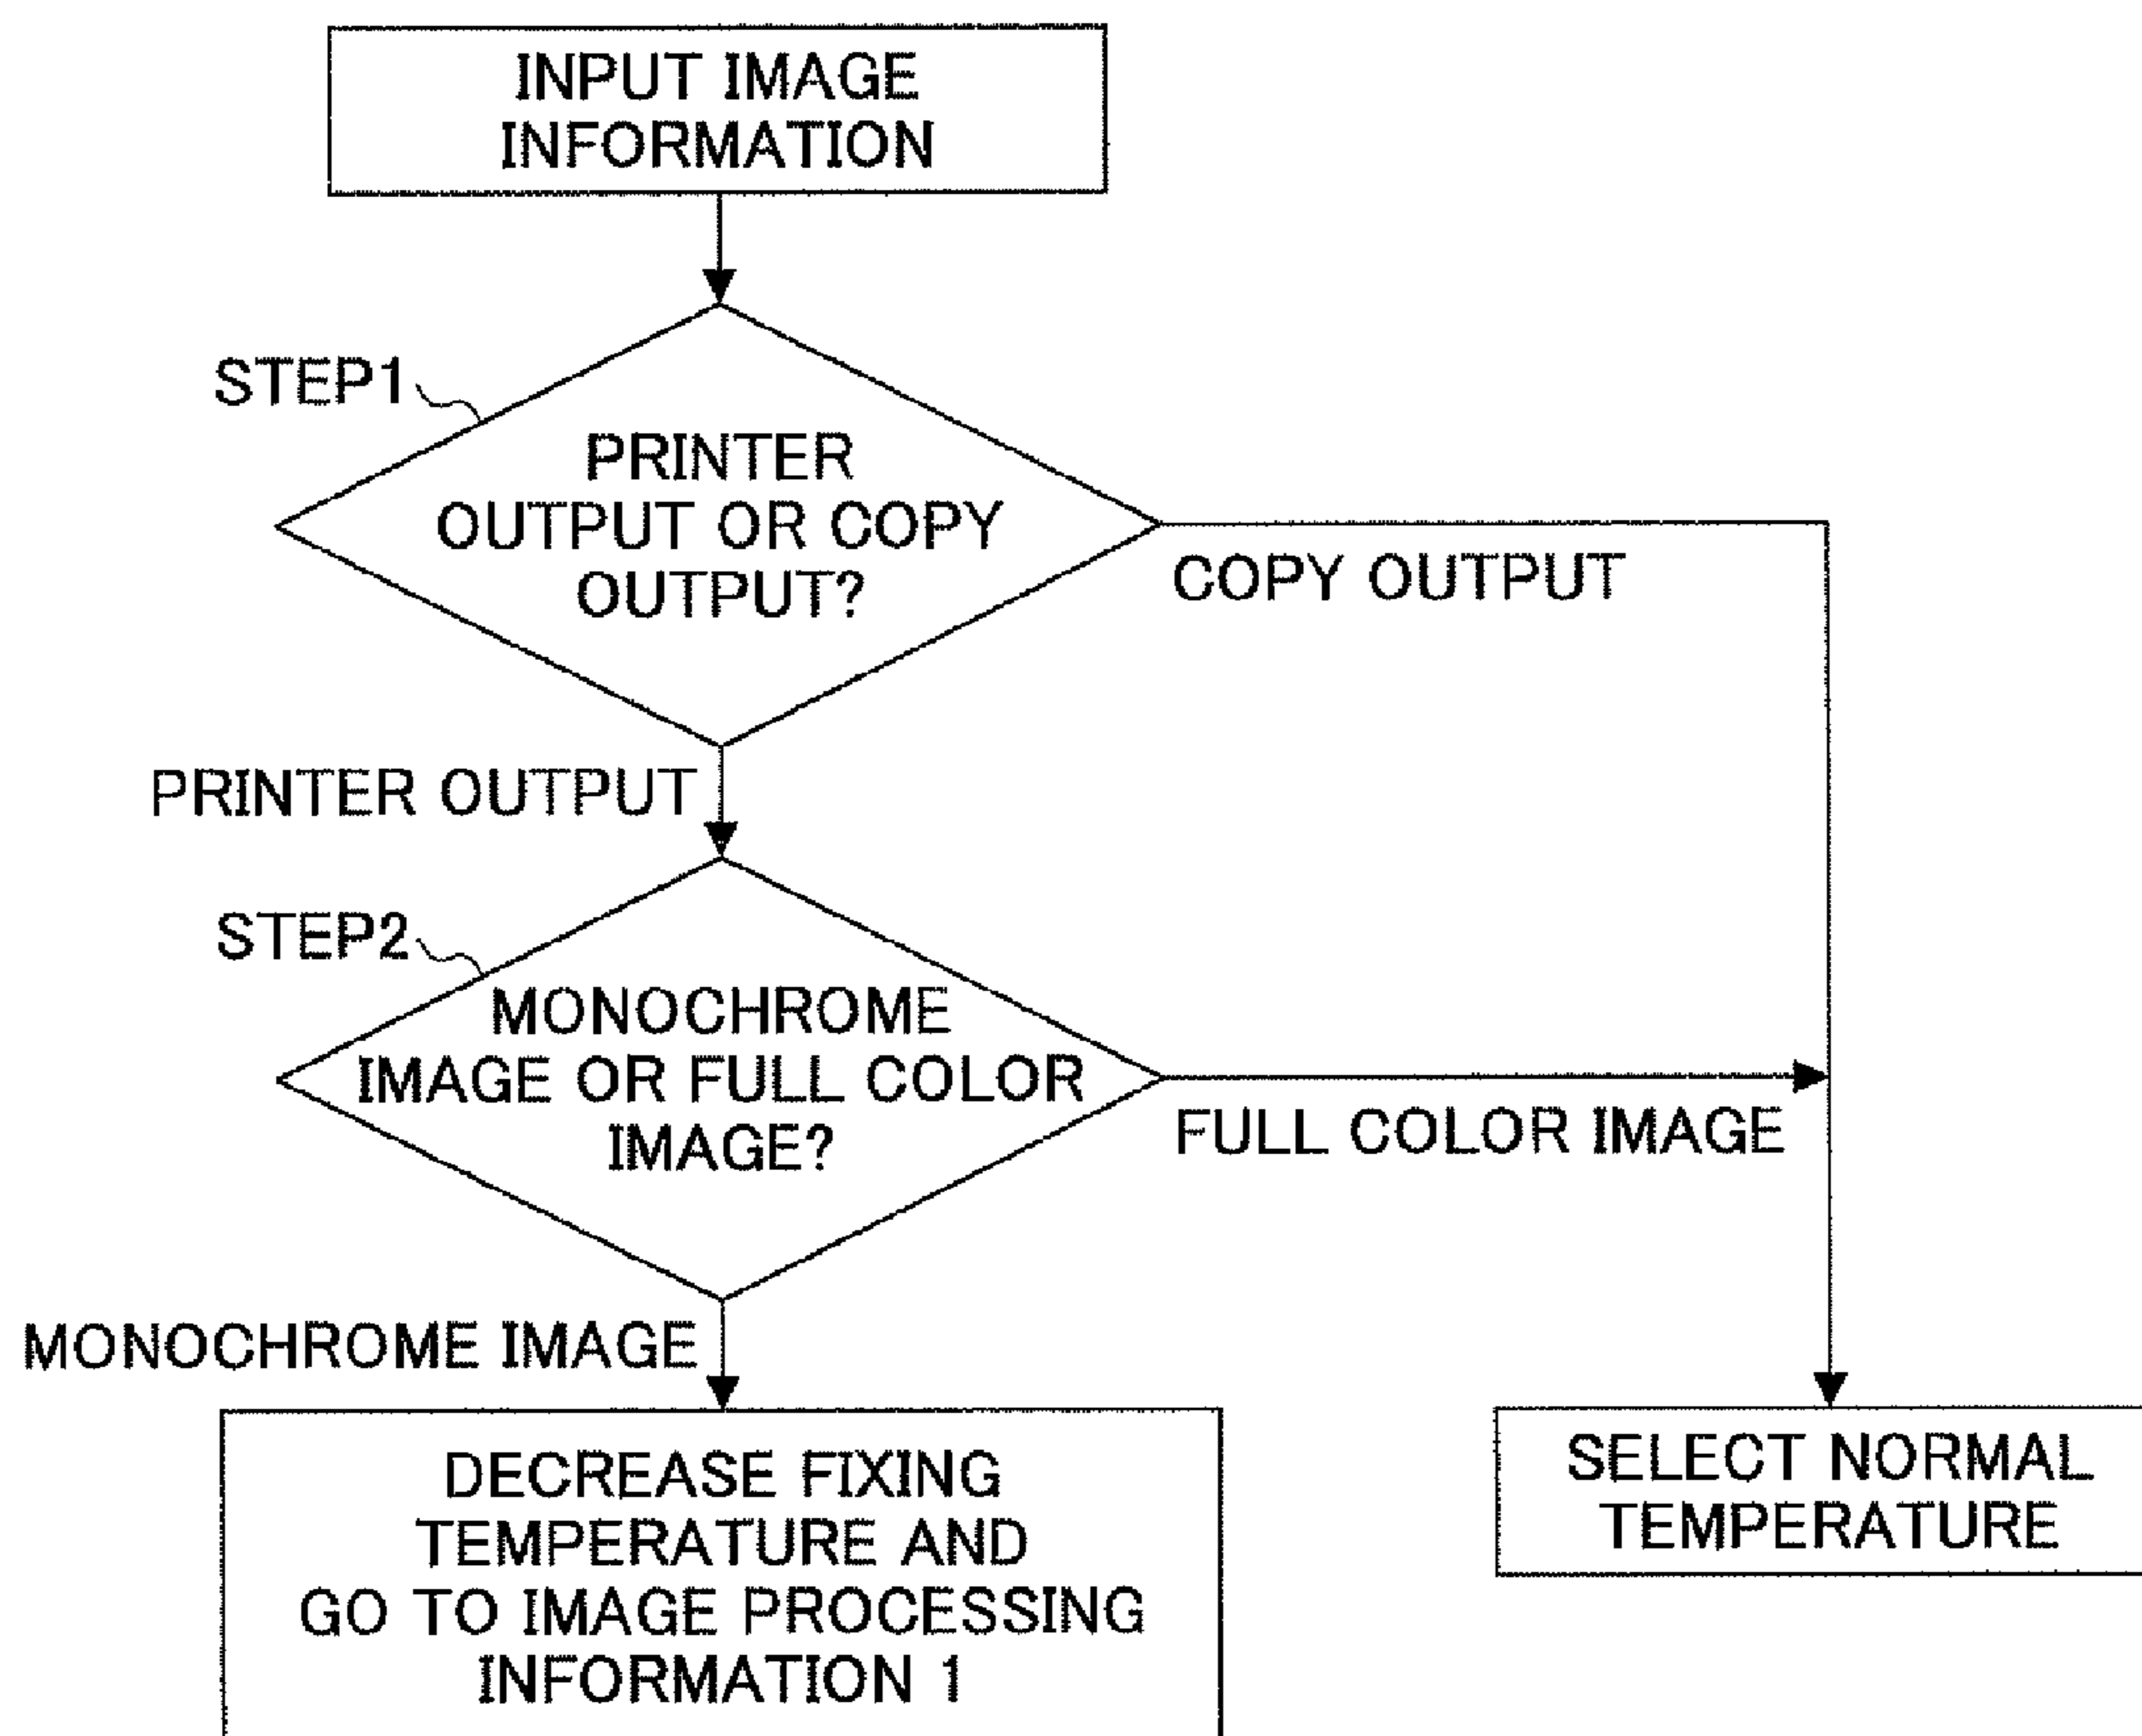 INPUT IMAGE
INFORMATION
STEP1
PRINTER
OUTPUT OR COPY
OUTPUT?
COPY OUTPUT
PRINTER OUTPUT
STEP2
MONOCHROME
IMAGE OR FULL COLOR
IMAGE?
FULL COLOR IMAGE
MONOCHROME IMAGE
DECREASE FIXING
TEMPERATURE AND
GO TO IMAGE PROCESSING
INFORMATION 1
SELECT NORMAL
TEMPERATURE